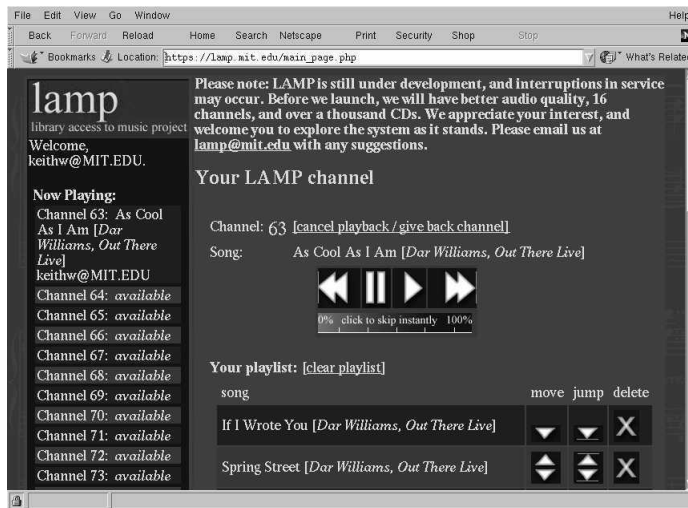 File Edit View Go Window Help
Back Forward Reload Home Search Netscape Print Security Shop Stop
Bookmarks Location: https://lamp.mit.edu/main_page.php What's Related
lamp
library access to music project
Welcome,
keithw@MIT.EDU.
Now Playing:
Channel 63: As Cool
As I Am [Dar
Williams, Out There
Live]
keithw@MIT.EDU
Channel 64: available
Channel 65: available
Channel 66: available
Channel 67: available
Channel 68: available
Channel 69: available
Channel 70: available
Channel 71: available
Channel 72: available
Channel 73: available
Please note: LAMP is still under development, and interruptions in service
may occur. Before we launch, we will have better audio quality, 16
channels, and over a thousand CDs. We appreciate your interest, and
welcome you to explore the system as it stands. Please email us at
lamp@mit.edu with any suggestions.
Your LAMP channel
Channel: 63 [cancel playback / give back channel]
Song: As Cool As I Am [Dar Williams, Out There Live]
0% click to skip instantly 100%
Your playlist: [clear playlist]
song move jump delete
If I Wrote You [Dar Williams, Out There Live]
Spring Street [Dar Williams, Out There Live]